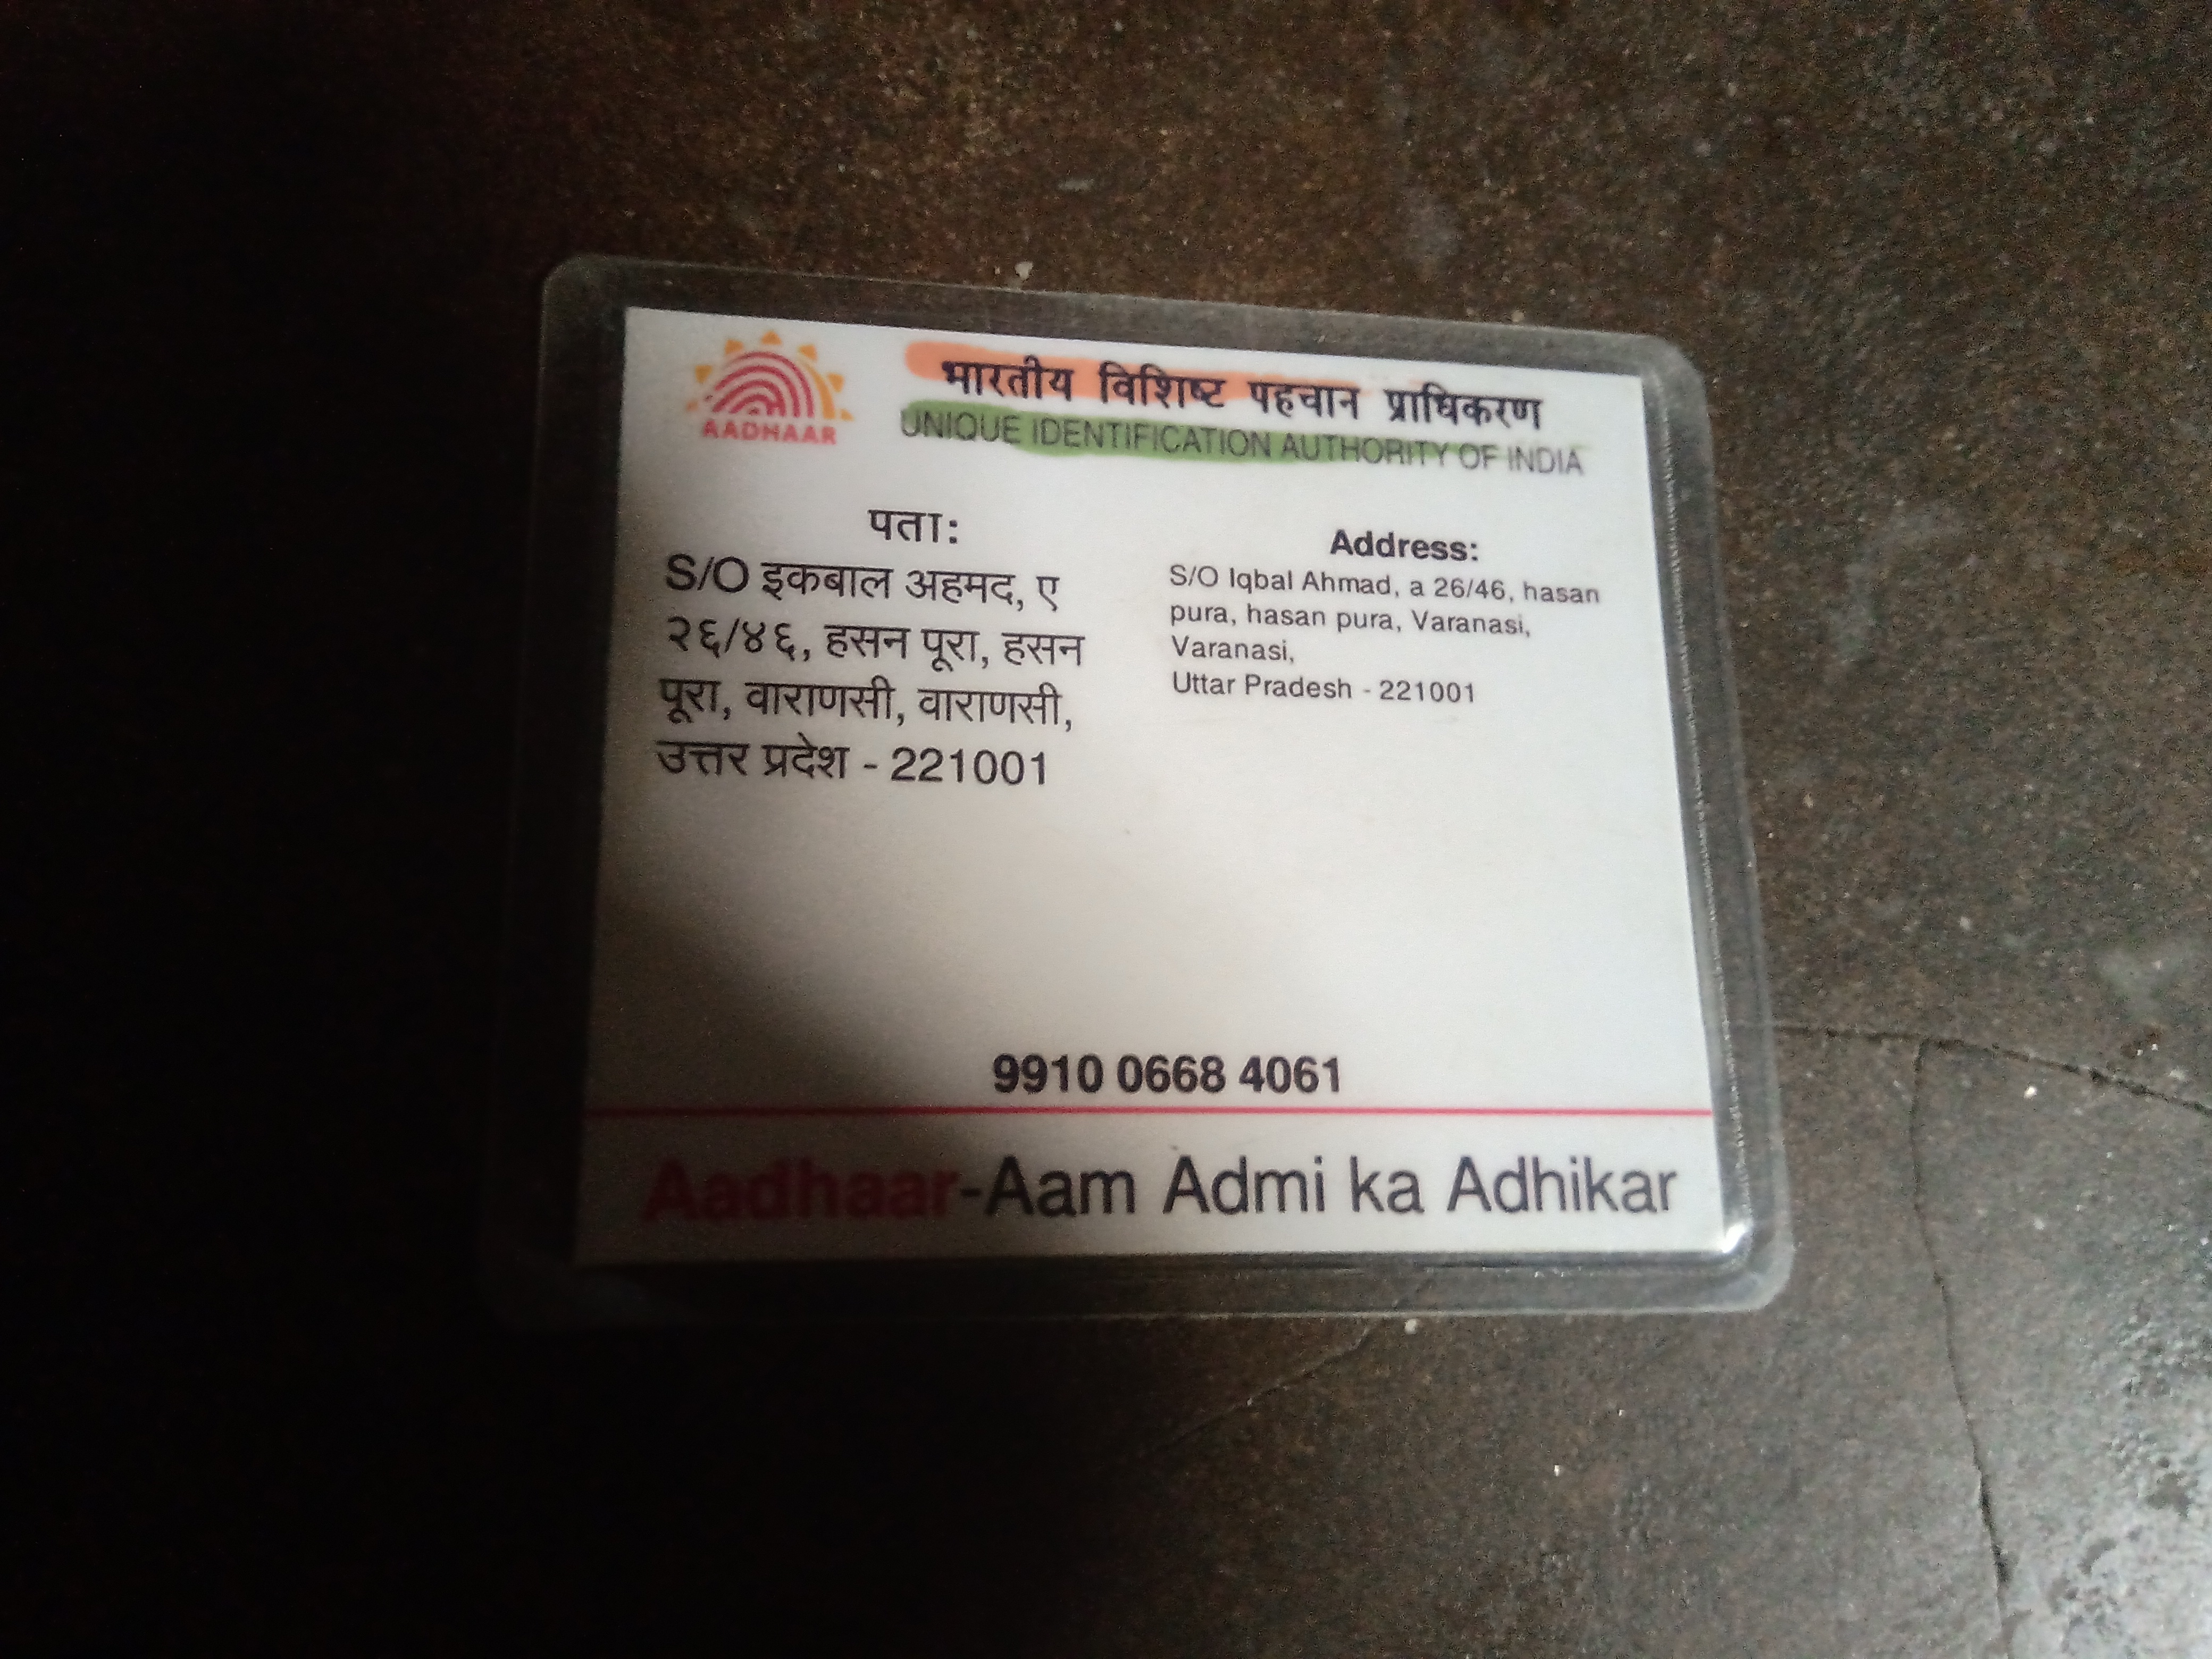 AADHAAR
भारतीय विशिष्ट पहचान प्राधिकरण
UNIQUE IDENTIFICATION AUTHORITY OF INDIA
पता:
S/O इकबाल अहमद, ए
२६/४६, हसन पूरा, हसन
पूरा, वाराणसी, वाराणसी,
उत्तर प्रदेश - 221001
Address:
S/O Iqbal Ahmad, a 26/46, hasan
pura, hasan pura, Varanasi,
Varanasi,
Uttar Pradesh - 221001
9910 0668 4061
Aadhaar-Aam Admi ka Adhikar